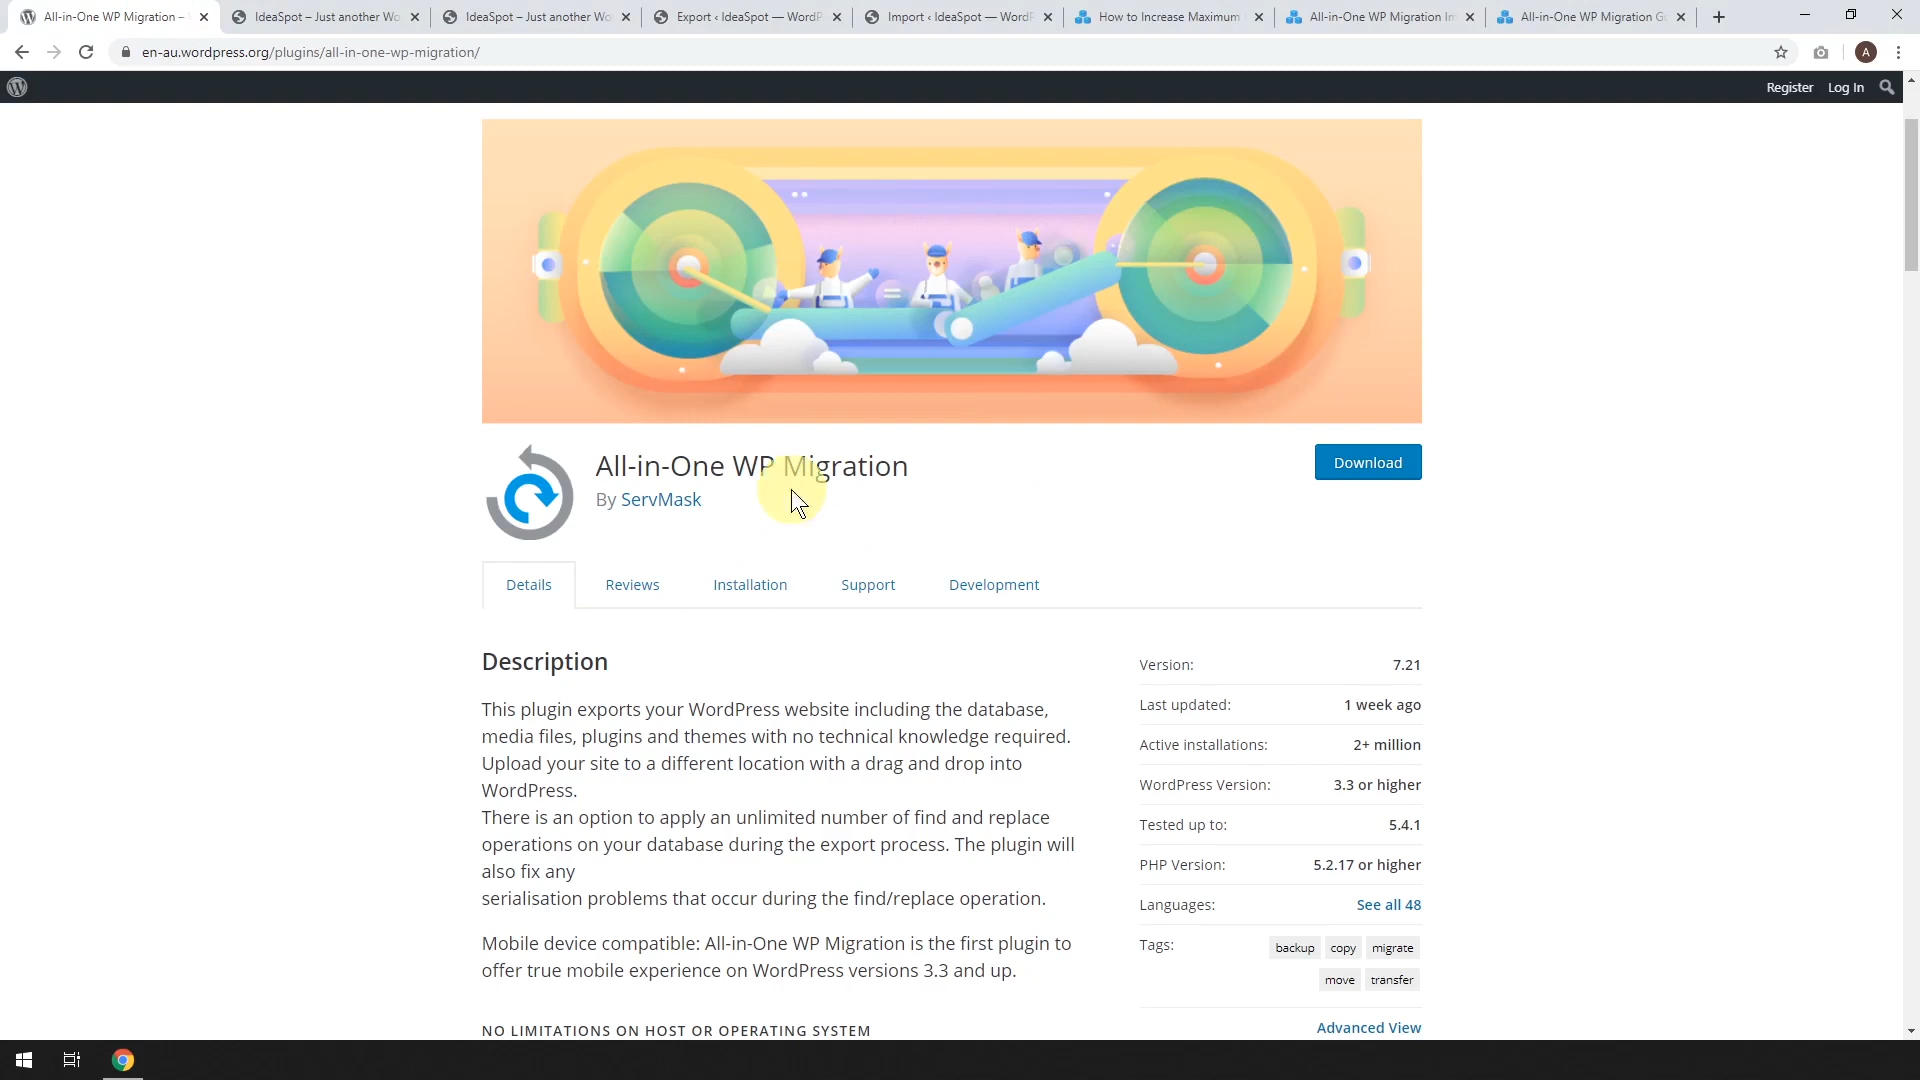 All-in-One WP Migration –
IdeaSpot – Just another Wo
IdeaSpot – Just another Wo
Export ‹ IdeaSpot — WordP
Import ‹ IdeaSpot — WordP
How to Increase Maximum
All-in-One WP Migration Im
All-in-One WP Migration G
en-au.wordpress.org/plugins/all-in-one-wp-migration/
A
Register Log In
All-in-One WP Migration
By ServMask
Download
Details Reviews Installation Support Development
Description
This plugin exports your WordPress website including the database,
media files, plugins and themes with no technical knowledge required.
Upload your site to a different location with a drag and drop into
WordPress.
There is an option to apply an unlimited number of find and replace
operations on your database during the export process. The plugin will
also fix any
serialisation problems that occur during the find/replace operation.
Mobile device compatible: All-in-One WP Migration is the first plugin to
offer true mobile experience on WordPress versions 3.3 and up.
NO LIMITATIONS ON HOST OR OPERATING SYSTEM
Version: 7.21
Last updated: 1 week ago
Active installations: 2+ million
WordPress Version: 3.3 or higher
Tested up to: 5.4.1
PHP Version: 5.2.17 or higher
Languages: See all 48
Tags: backup copy migrate
move transfer
Advanced View